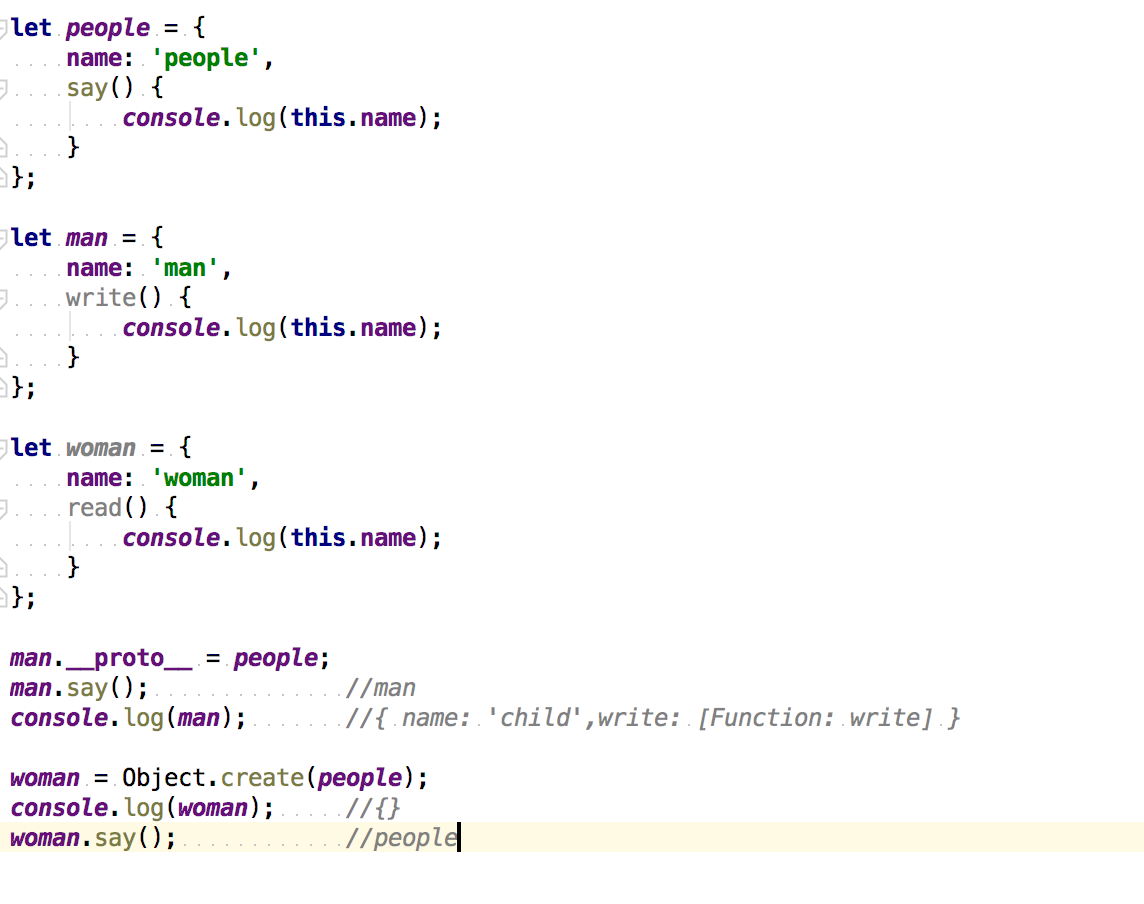 let people = {
    name: 'people',
    say() {
        console.log(this.name);
    }
};

let man = {
    name: 'man',
    write() {
        console.log(this.name);
    }
};

let woman = {
    name: 'woman',
    read() {
        console.log(this.name);
    }
};

man.__proto__ = people;
man.say();              //man
console.log(man);       //{ name: 'child',write: [Function: write] }

woman = Object.create(people);
console.log(woman);     //{}
woman.say();            //people